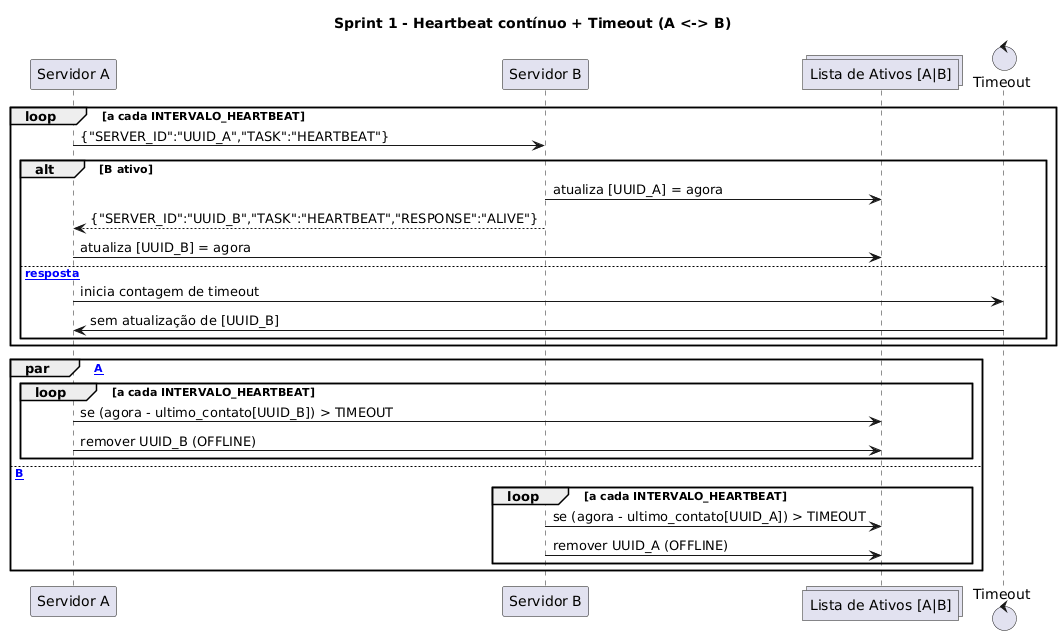 Sprint 1 - Heartbeat contínuo + Timeout (A <-> B)
Servidor A
Servidor B
Lista de Ativos [A|B]
Timeout
loop
[a cada INTERVALO_HEARTBEAT]
{"SERVER_ID":"UUID_A","TASK":"HEARTBEAT"}
alt
[B ativo]
atualiza [UUID_A] = agora
{"SERVER_ID":"UUID_B","TASK":"HEARTBEAT","RESPONSE":"ALIVE"}
atualiza [UUID_B] = agora
resposta
inicia contagem de timeout
sem atualização de [UUID_B]
par
A
loop
[a cada INTERVALO_HEARTBEAT]
se (agora - ultimo_contato[UUID_B]) > TIMEOUT
remover UUID_B (OFFLINE)
B
loop
[a cada INTERVALO_HEARTBEAT]
se (agora - ultimo_contato[UUID_A]) > TIMEOUT
remover UUID_A (OFFLINE)
Servidor A
Servidor B
Lista de Ativos [A|B]
Timeout